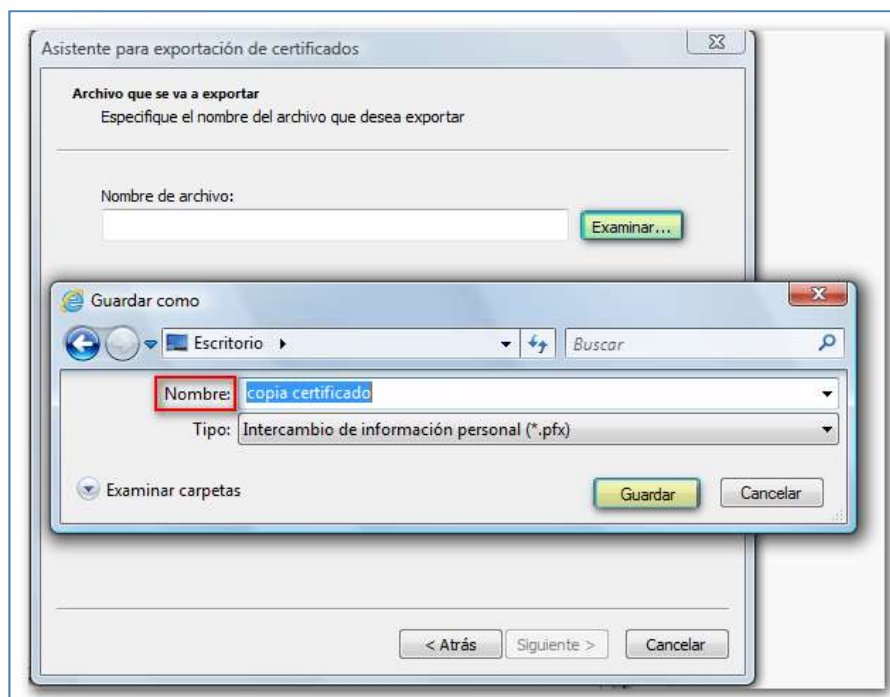 Asistente para exportación de certificados
Archivo que se va a exportar
Especifique el nombre del archivo que desea exportar
Nombre de archivo:
Examinar...
Guardar como
Escritorio
Buscar
Nombre: copia certificado
Tipo: Intercambio de información personal (*.pfx)
Examinar carpetas
Guardar Cancelar
< Atrás Siguiente > Cancelar